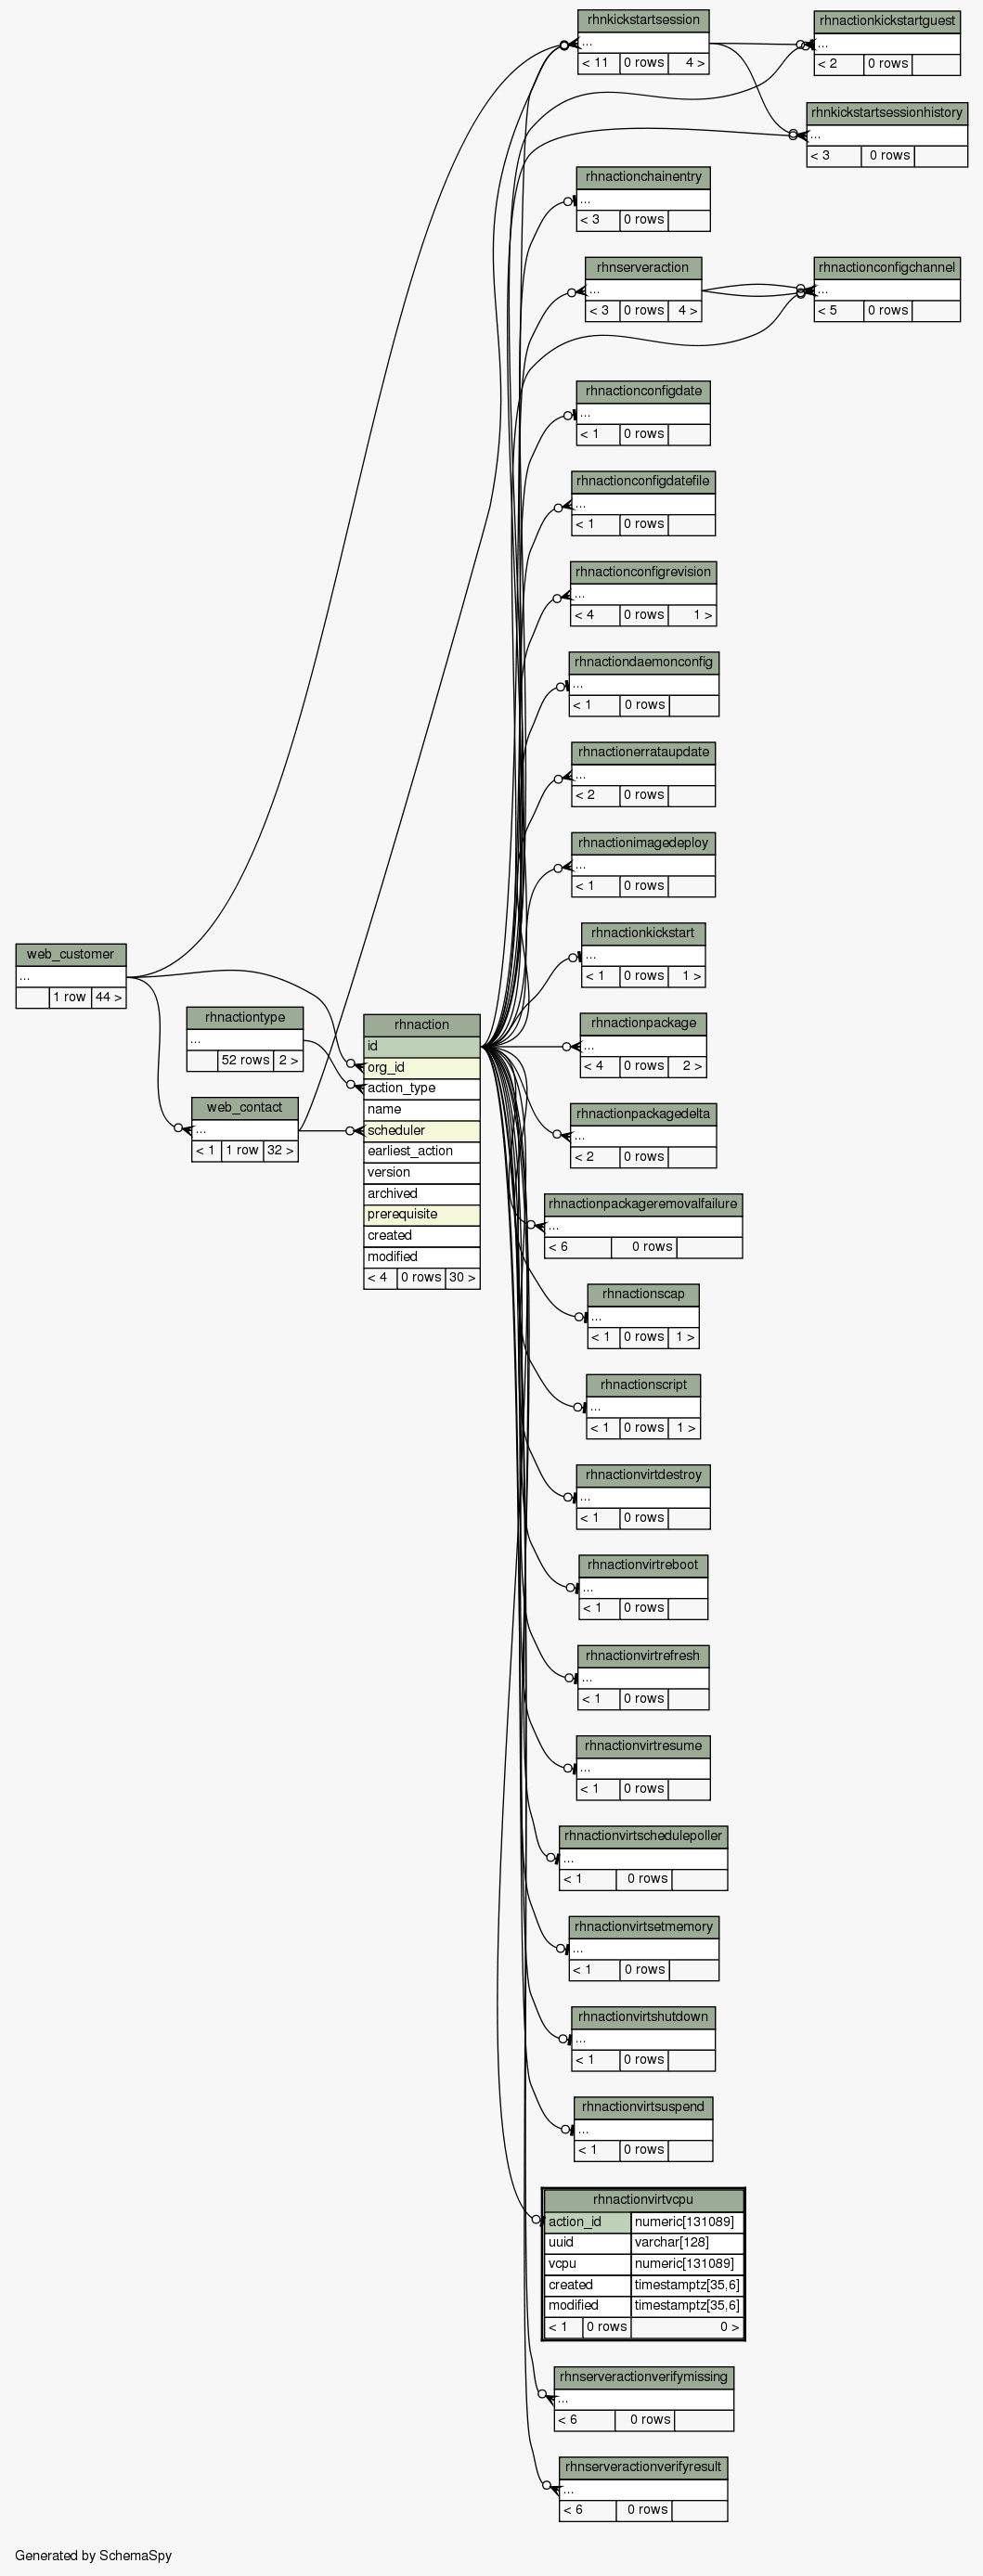 rhnkickstartsession
...
< 11 0 rows 4 >
rhnactionkickstartguest
...
< 2 0 rows
rhnkickstartsessionhistory
...
< 3 0 rows
rhnactionchainentry
...
< 3 0 rows
rhnserveraction
...
< 3 0 rows 4 >
rhnactionconfigchannel
...
< 5 0 rows
rhnactionconfigdate
...
< 1 0 rows
rhnactionconfigdatefile
...
< 1 0 rows
rhnactionconfigrevision
...
< 4 0 rows 1 >
rhnactiondaemonconfig
...
< 1 0 rows
rhnactionerrataupdate
...
< 2 0 rows
rhnactionimagedeploy
...
< 1 0 rows
rhnactionkickstart
...
< 1 0 rows 1 >
web_customer
...
1 row 44 >
rhnactiontype
...
52 rows 2 >
web_contact
...
< 1 1 row 32 >
rhnaction
id
org_id
action_type
name
scheduler
earliest_action
version
archived
prerequisite
created
modified
< 4 0 rows 30 >
rhnactionpackage
...
< 4 0 rows 2 >
rhnactionpackagedelta
...
< 2 0 rows
rhnactionpackageremovalfailure
...
< 6 0 rows
rhnactionscap
...
< 1 0 rows 1 >
rhnactionscript
...
< 1 0 rows 1 >
rhnactionvirtdestroy
...
< 1 0 rows
rhnactionvirtreboot
...
< 1 0 rows
rhnactionvirtrefresh
...
< 1 0 rows
rhnactionvirtresume
...
< 1 0 rows
rhnactionvirtschedulepoller
...
< 1 0 rows
rhnactionvirtsetmemory
...
< 1 0 rows
rhnactionvirtshutdown
...
< 1 0 rows
rhnactionvirtsuspend
...
< 1 0 rows
rhnactionvirtvcpu
action_id numeric[131089]
uuid varchar[128]
vcpu numeric[131089]
created timestamptz[35,6]
modified timestamptz[35,6]
< 1 0 rows 0 >
rhnserveractionverifymissing
...
< 6 0 rows
rhnserveractionverifyresult
...
< 6 0 rows
Generated by SchemaSpy